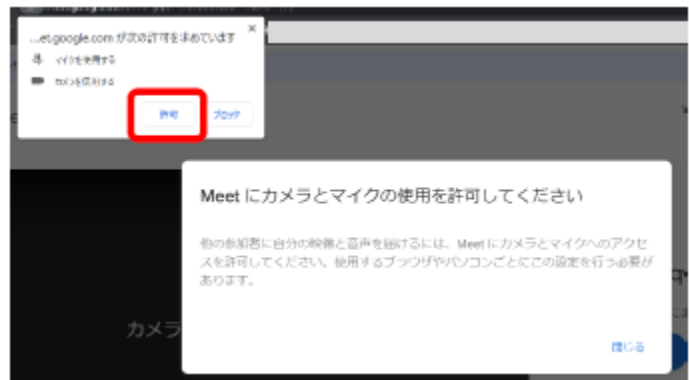 ...et.google.com が次の許可を求めています
×
マイクを使用する
カメラを使用する
許可
ブロック
Meet にカメラとマイクの使用を許可してください
他の参加者に自分の映像と音声を届けるには、Meet にカメラとマイクへのアクセ
スを許可してください。使用するブラウザやパソコンごとにこの設定を行う必要が
あります。
カメラ
閉じる